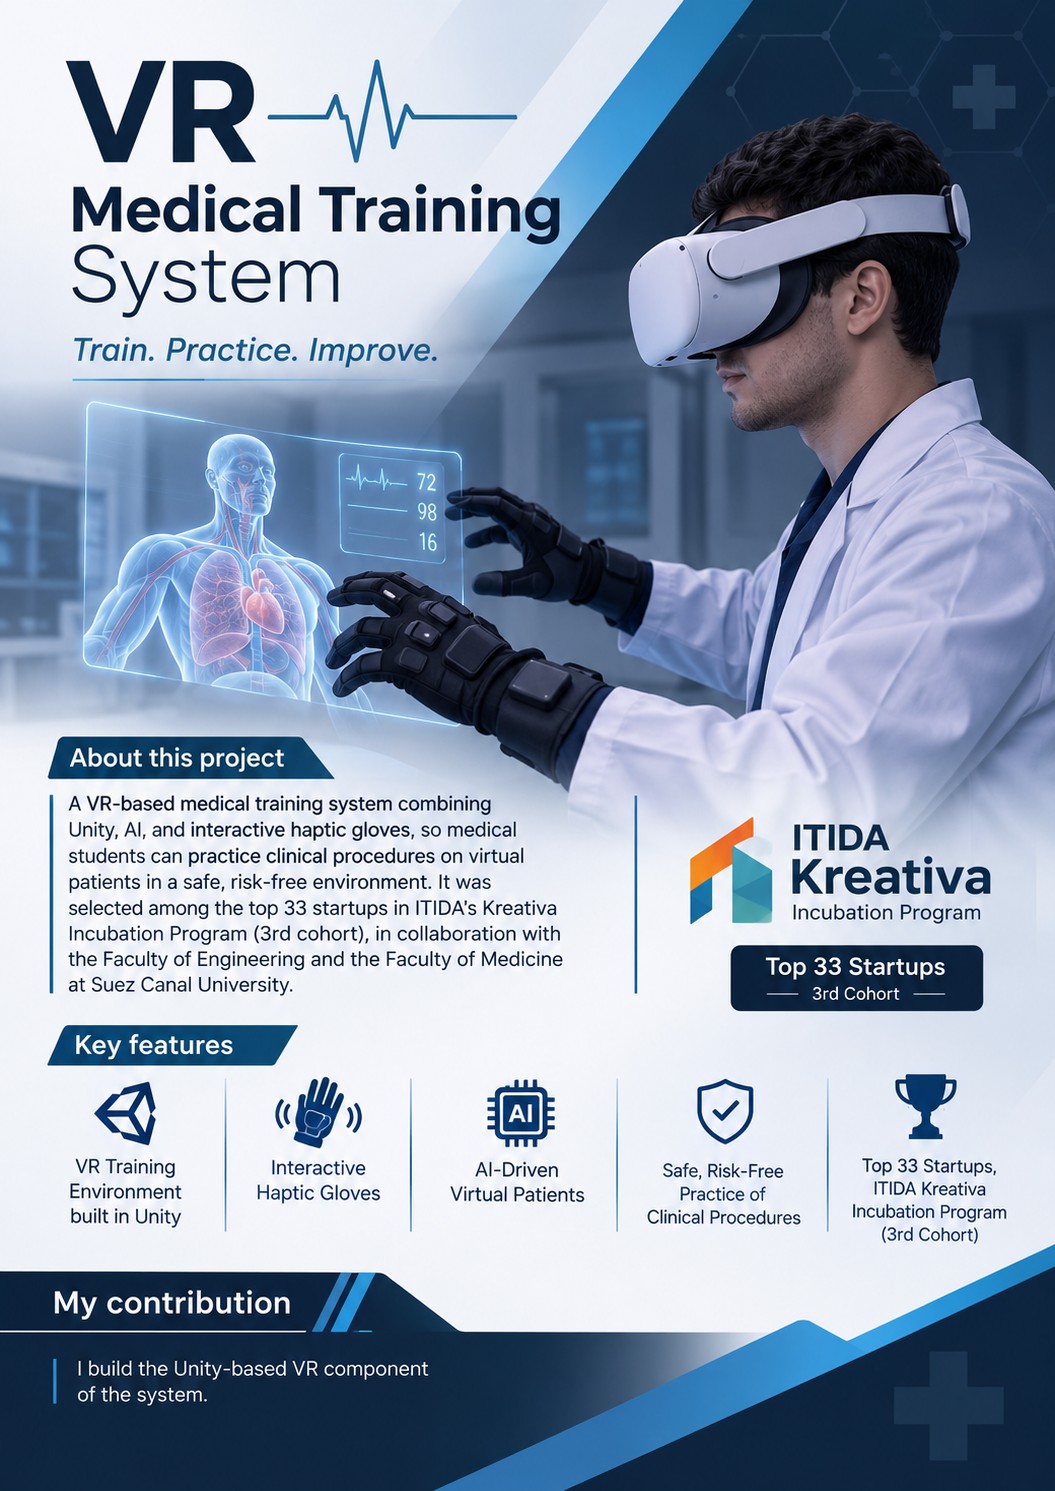 VR
Medical Training
System
Train. Practice. Improve.
72
98
16
About this project
A VR-based medical training system combining
Unity, AI, and interactive haptic gloves, so medical
students can practice clinical procedures on virtual
patients in a safe, risk-free environment. It was
selected among the top 33 startups in ITIDA's Kreativa
Incubation Program (3rd cohort), in collaboration with
the Faculty of Engineering and the Faculty of Medicine
at Suez Canal University.
ITIDA
Kreativa
Incubation Program
Top 33 Startups
3rd Cohort
Key features
VR Training
Environment
built in Unity
Interactive
Haptic Gloves
AI
AI-Driven
Virtual Patients
Safe, Risk-Free
Practice of
Clinical Procedures
Top 33 Startups,
ITIDA Kreativa
Incubation Program
(3rd Cohort)
My contribution
I build the Unity-based VR component
of the system.